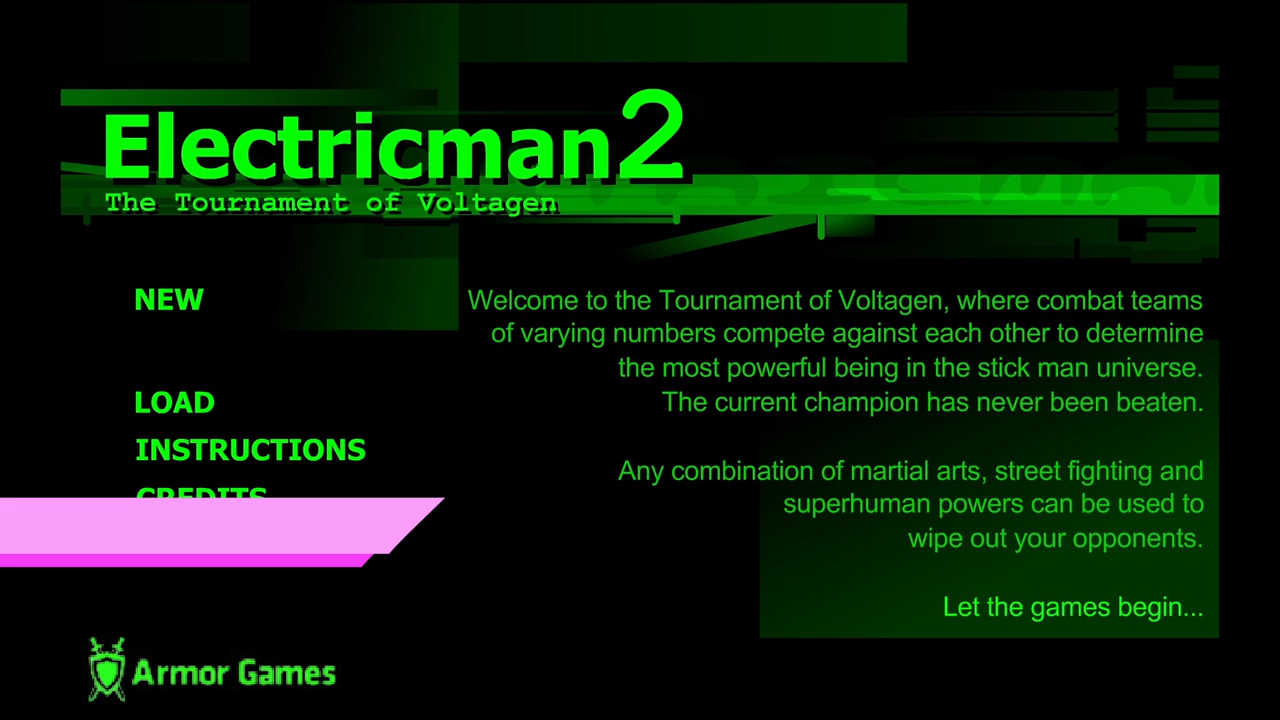 Electricman2
The Tournament of Voltagen
NEW
LOAD
INSTRUCTIONS
CREDITS
Welcome to the Tournament of Voltagen, where combat teams
of varying numbers compete against each other to determine
the most powerful being in the stick man universe.
The current champion has never been beaten.
Any combination of martial arts, street fighting and
superhuman powers can be used to
wipe out your opponents.
Let the games begin...
Armor Games